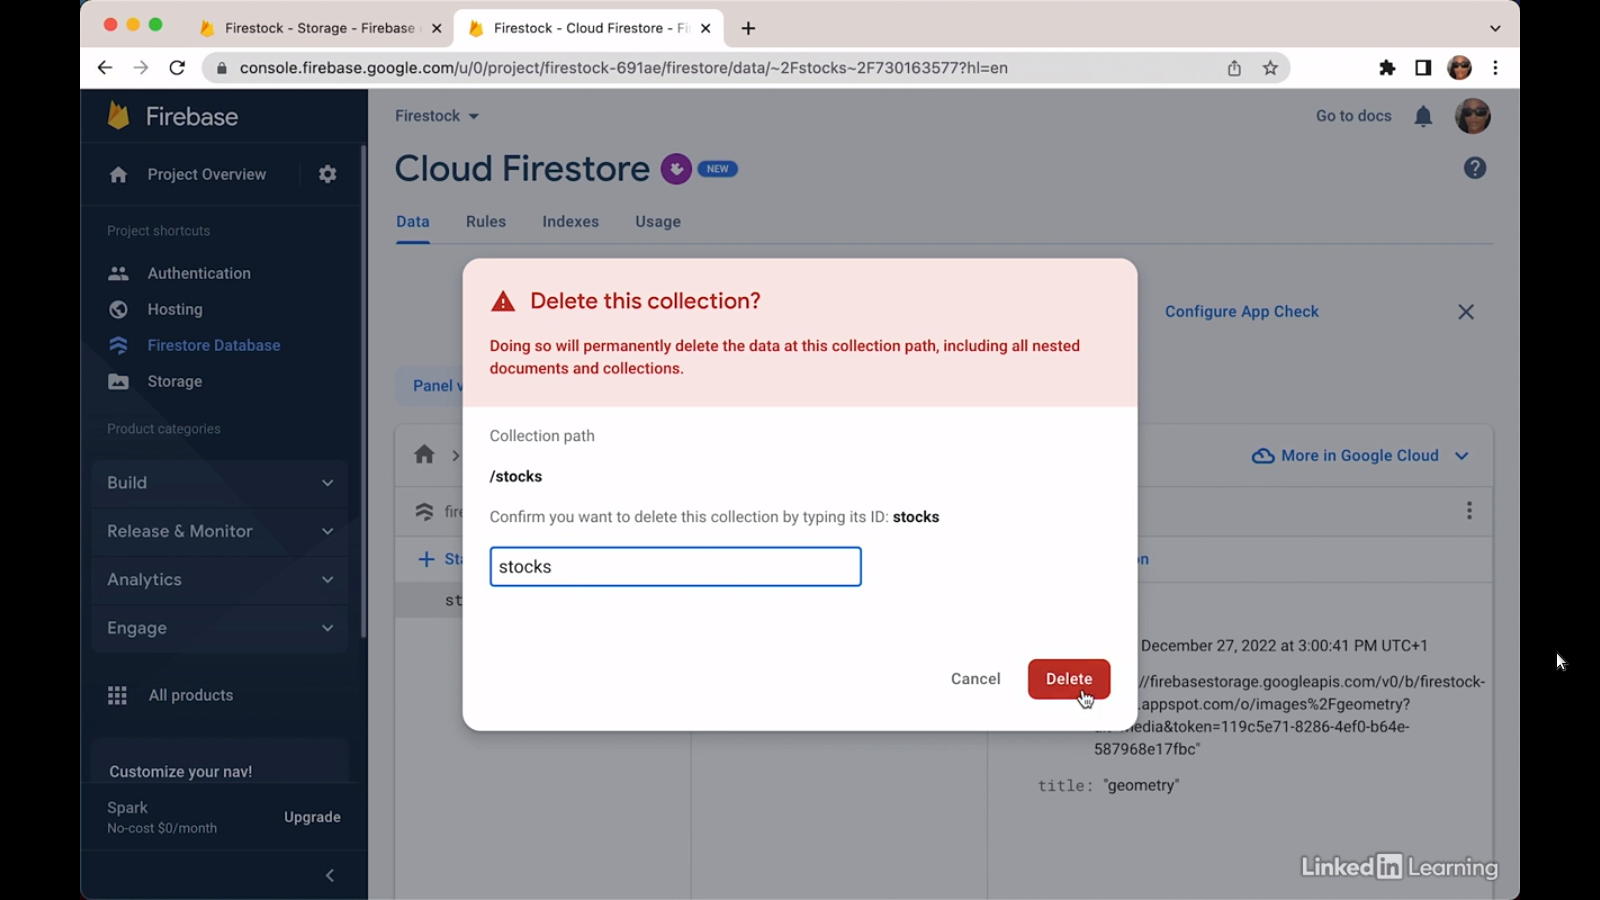 Firestock - Storage - Firebase
Firestock - Cloud Firestore - Fi
console.firebase.google.com/u/0/project/firestock-691ae/firestore/data/~2Fstocks~2F730163577?hl=en
Firebase
Firestock
Go to docs
Project Overview
Cloud Firestore
NEW
Data
Rules
Indexes
Usage
Project shortcuts
Authentication
Hosting
Firestore Database
Storage
Product categories
Build
Release & Monitor
Analytics
Engage
All products
Customize your nav!
Spark
No-cost $0/month
Upgrade
Configure App Check
Panel v
More in Google Cloud
fire
Sta
st
on
Delete this collection?
Doing so will permanently delete the data at this collection path, including all nested
documents and collections.
Collection path
/stocks
Confirm you want to delete this collection by typing its ID: stocks
stocks
Cancel
Delete
December 27, 2022 at 3:00:41 PM UTC+1
//firebasestorage.googleapis.com/v0/b/firestock-
.appspot.com/o/images%2Fgeometry?
media&token=119c5e71-8286-4ef0-b64e-
587968e17fbc"
title: "geometry"
LinkedIn Learning